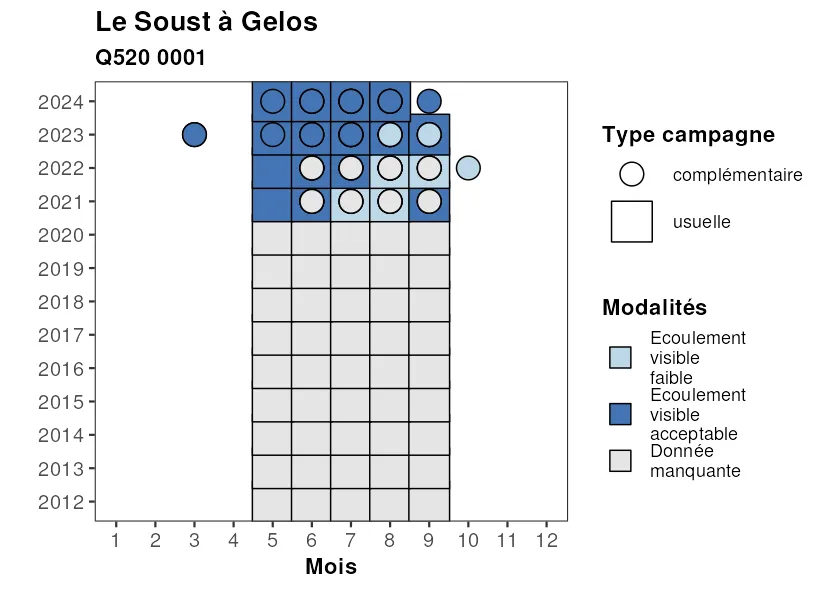 Le Soust à Gelos
Q520 0001
2024
2023
2022
2021
2020
2019
2018
2017
2016
2015
2014
2013
2012
1 2 3 4 5 6 7 8 9 10 11 12
Mois
Type campagne
complémentaire
usuelle
Modalités
Ecoulement
visible
faible
Ecoulement
visible
acceptable
Donnée
manquante